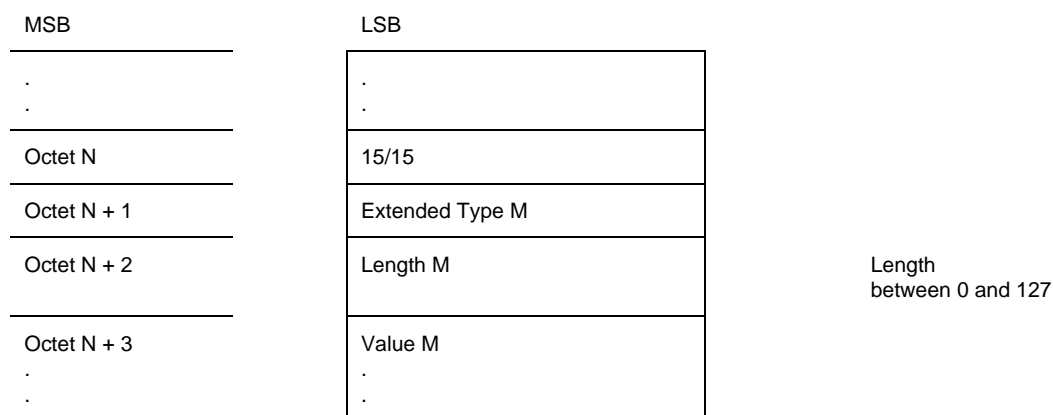 MSB LSB
. .
. .
Octet N 15/15
Octet N + 1 Extended Type M
Octet N + 2 Length M Length
between 0 and 127
Octet N + 3 Value M
. .
. .